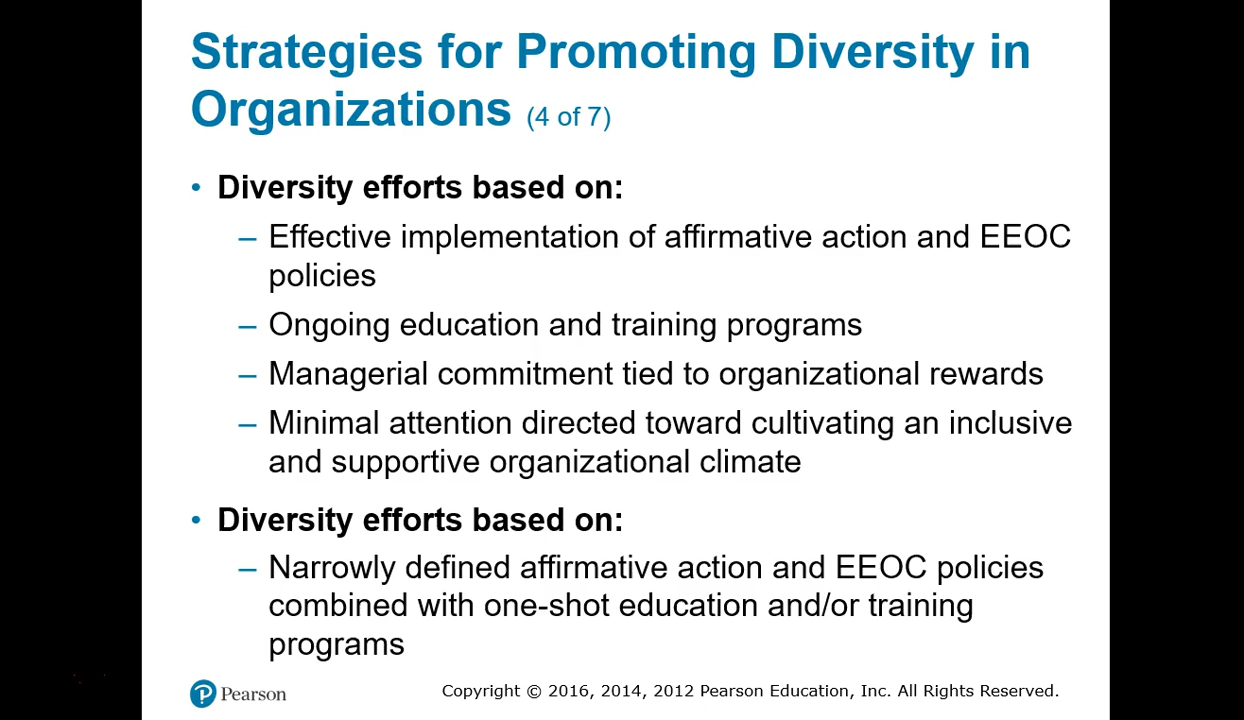 Strategies for Promoting Diversity in
Organizations (4 of 7)
• Diversity efforts based on:
– Effective implementation of affirmative action and EEOC
policies
– Ongoing education and training programs
– Managerial commitment tied to organizational rewards
– Minimal attention directed toward cultivating an inclusive
and supportive organizational climate
• Diversity efforts based on:
– Narrowly defined affirmative action and EEOC policies
combined with one-shot education and/or training
programs
P Pearson
Copyright © 2016, 2014, 2012 Pearson Education, Inc. All Rights Reserved.